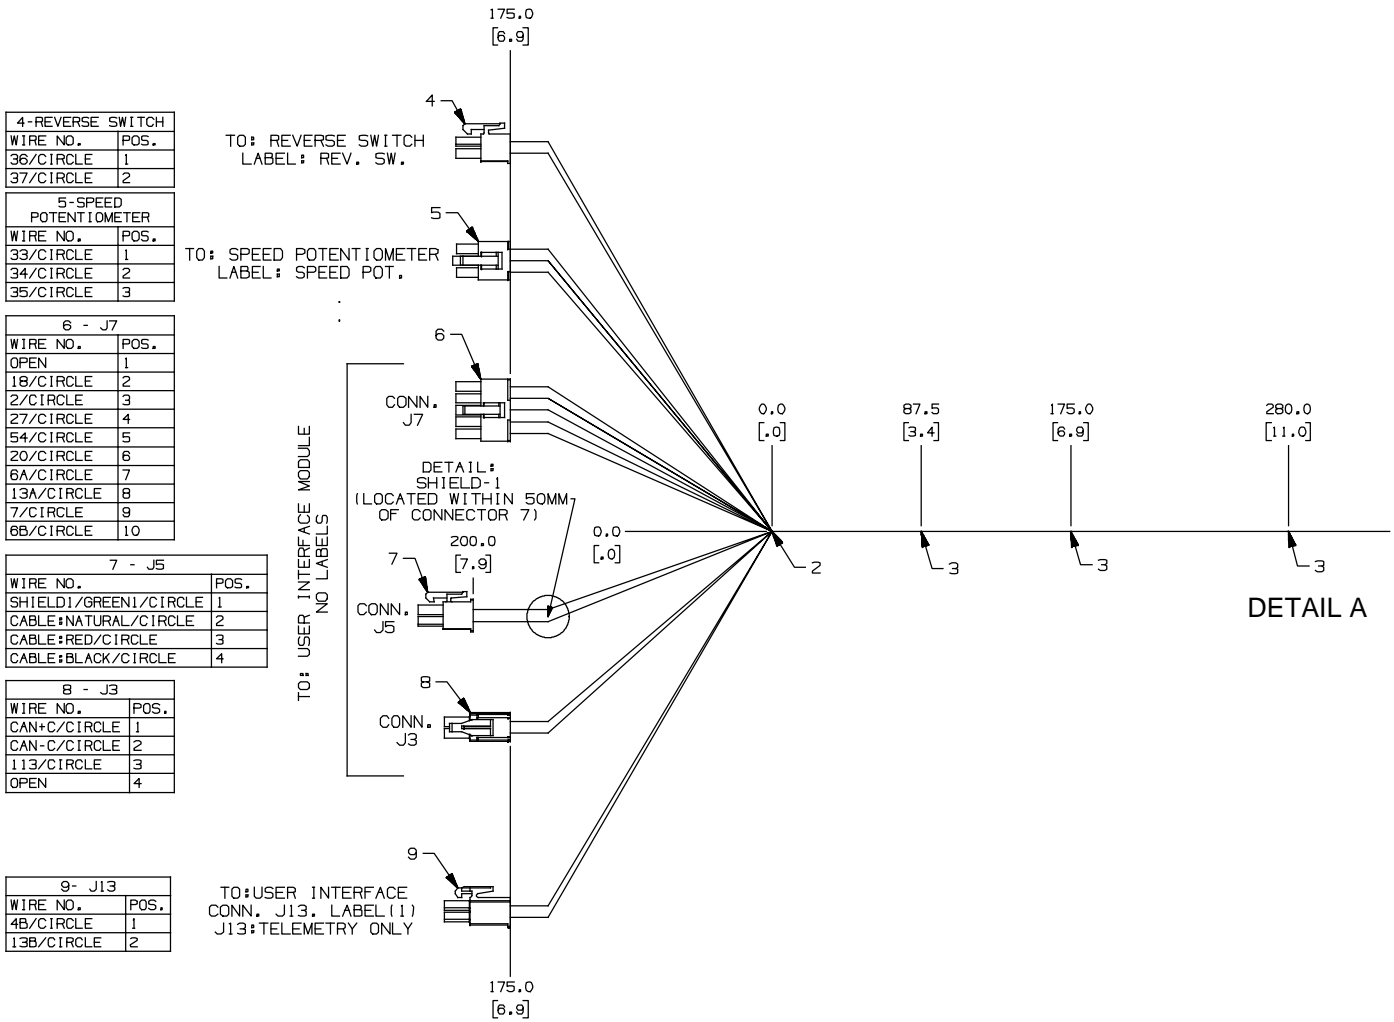 175.0
[6.9]
4-REVERSE SWITCH
WIRE NO. POS.
36/CIRCLE 1
37/CIRCLE 2
5-SPEED
POTENTIOMETER
WIRE NO. POS.
33/CIRCLE 1
34/CIRCLE 2
35/CIRCLE 3
6 - J7
WIRE NO. POS.
OPEN 1
18/CIRCLE 2
2/CIRCLE 3
27/CIRCLE 4
54/CIRCLE 5
20/CIRCLE 6
6A/CIRCLE 7
13A/CIRCLE 8
7/CIRCLE 9
6B/CIRCLE 10
7 - J5
WIRE NO. POS.
SHIELD1/GREEN1/CIRCLE 1
CABLE:NATURAL/CIRCLE 2
CABLE:RED/CIRCLE 3
CABLE:BLACK/CIRCLE 4
8 - J3
WIRE NO. POS.
CAN+C/CIRCLE 1
CAN-C/CIRCLE 2
113/CIRCLE 3
OPEN 4
9- J13
WIRE NO. POS.
4B/CIRCLE 1
13B/CIRCLE 2
4
TO: REVERSE SWITCH
LABEL: REV. SW.
5
TO: SPEED POTENTIOMETER
LABEL: SPEED POT.
6
CONN.
J7
TO: USER INTERFACE MODULE
NO LABELS
DETAIL:
SHIELD-1
(LOCATED WITHIN 50MM
OF CONNECTOR 7)
200.0
[7.9]
7
CONN.
J5
8
CONN.
J3
9
TO:USER INTERFACE
CONN. J13. LABEL(1)
J13:TELEMETRY ONLY
175.0
[6.9]
0.0
[.0]
0.0
[.0]
87.5
[3.4]
175.0
[6.9]
280.0
[11.0]
2
3
3
3
DETAIL A